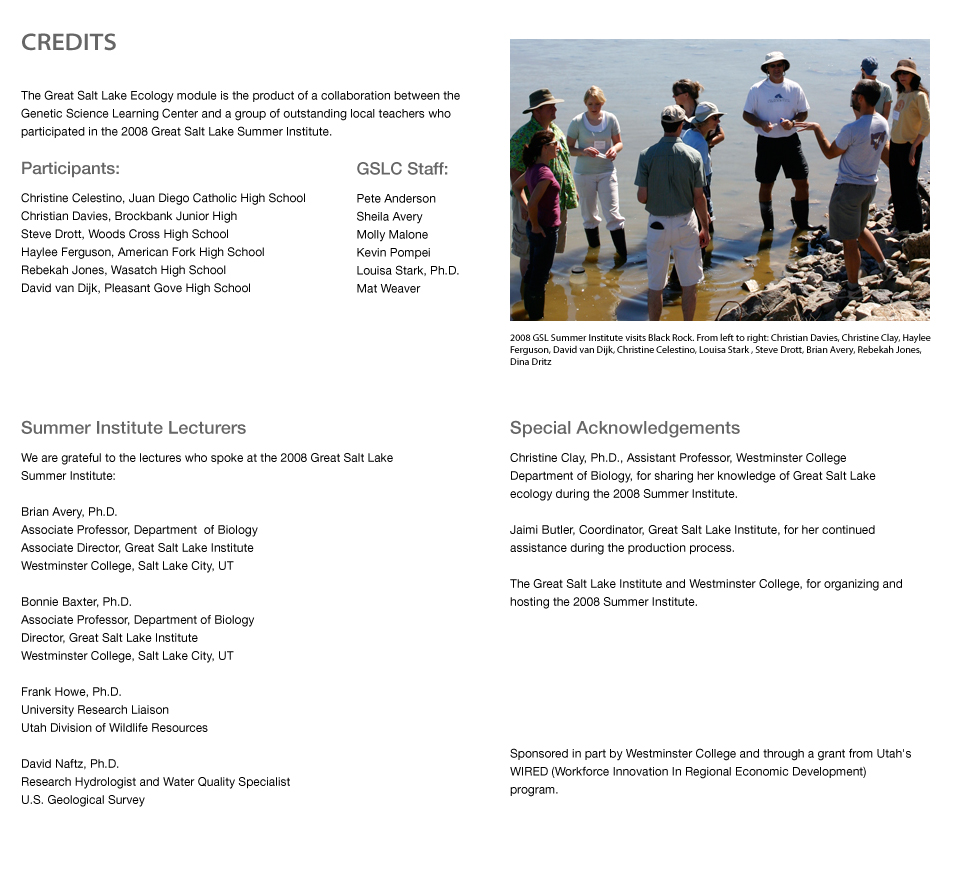 CREDITS
The Great Salt Lake Ecology module is the product of a collaboration between the
Genetic Science Learning Center and a group of outstanding local teachers who
participated in the 2008 Great Salt Lake Summer Institute.
Participants:
Christine Celestino, Juan Diego Catholic High School
Christian Davies, Brockbank Junior High
Steve Drott, Woods Cross High School
Haylee Ferguson, American Fork High School
Rebekah Jones, Wasatch High School
David van Dijk, Pleasant Gove High School
GSLC Staff:
Pete Anderson
Sheila Avery
Molly Malone
Kevin Pompei
Louisa Stark, Ph.D.
Mat Weaver
2008 GSL Summer Institute visits Black Rock. From left to right: Christian Davies, Christine Clay, Haylee
Ferguson, David van Dijk, Christine Celestino, Louisa Stark , Steve Drott, Brian Avery, Rebekah Jones,
Dina Dritz
Summer Institute Lecturers
We are grateful to the lectures who spoke at the 2008 Great Salt Lake
Summer Institute:
Brian Avery, Ph.D.
Associate Professor, Department  of Biology
Associate Director, Great Salt Lake Institute
Westminster College, Salt Lake City, UT
Bonnie Baxter, Ph.D.
Associate Professor, Department of Biology
Director, Great Salt Lake Institute
Westminster College, Salt Lake City, UT
Frank Howe, Ph.D.
University Research Liaison
Utah Division of Wildlife Resources
David Naftz, Ph.D.
Research Hydrologist and Water Quality Specialist
U.S. Geological Survey
Special Acknowledgements
Christine Clay, Ph.D., Assistant Professor, Westminster College
Department of Biology, for sharing her knowledge of Great Salt Lake
ecology during the 2008 Summer Institute.
Jaimi Butler, Coordinator, Great Salt Lake Institute, for her continued
assistance during the production process.
The Great Salt Lake Institute and Westminster College, for organizing and
hosting the 2008 Summer Institute.
Sponsored in part by Westminster College and through a grant from Utah's
WIRED (Workforce Innovation In Regional Economic Development)
program.